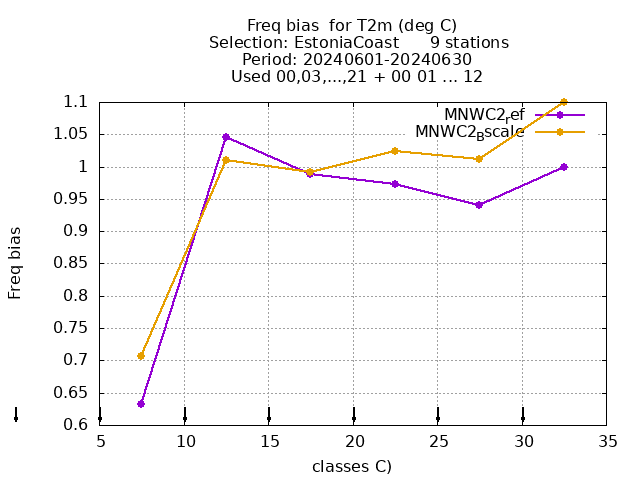 Freq bias  for T2m (deg C)
Selection: EstoniaCoast      9 stations
Period: 20240601-20240630
Used 00,03,...,21 + 00 01 ... 12
MNWC2ref
MNWC2Bscale
1.1
1.05
1
0.95
0.9
0.85
0.8
0.75
0.7
0.65
0.6
Freq bias
5 10 15 20 25 30 35
classes C)